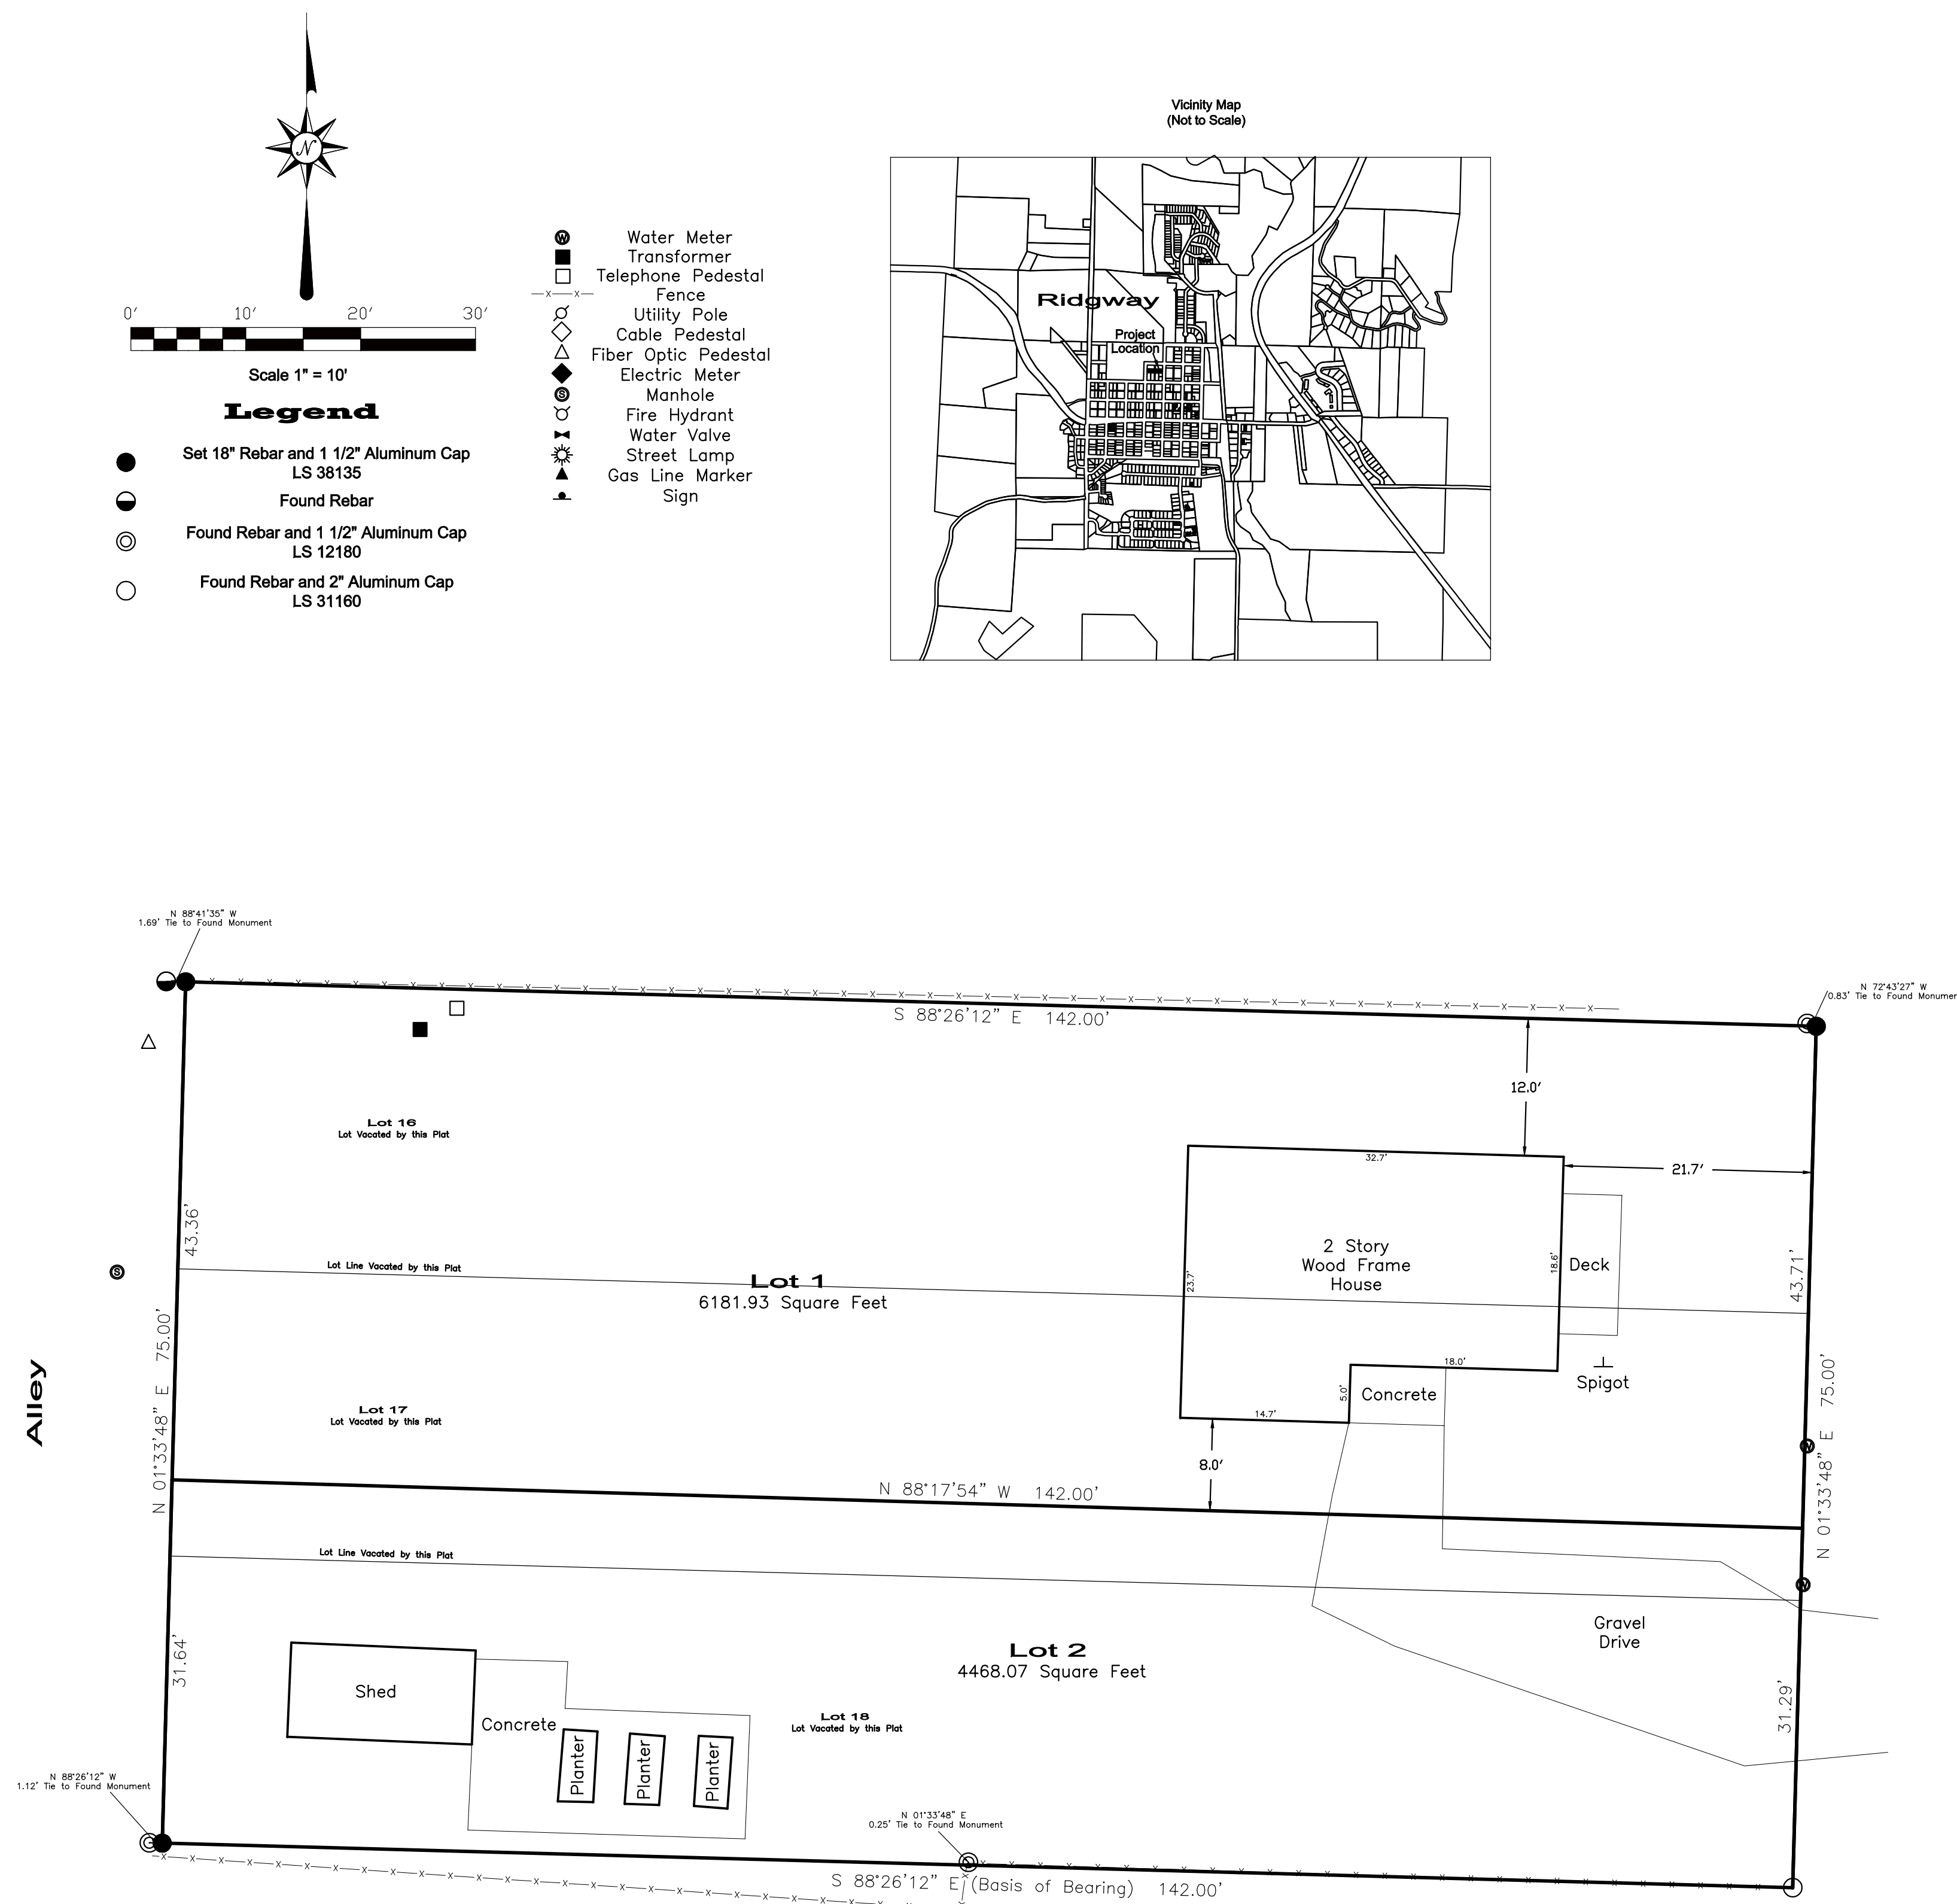 Vicinity Map
(Not to Scale)
N
0' 10' 20' 30'
Scale 1" = 10'
Legend
Set 18" Rebar and 1 1/2" Aluminum Cap
LS 38135
Found Rebar
Found Rebar and 1 1/2" Aluminum Cap
LS 12180
Found Rebar and 2" Aluminum Cap
LS 31160
W Water Meter
Transformer
Telephone Pedestal
—x——x— Fence
Utility Pole
Cable Pedestal
Fiber Optic Pedestal
Electric Meter
S Manhole
Fire Hydrant
Water Valve
Street Lamp
Gas Line Marker
Sign
Ridgway
Project
Location
N 88°41'35" W
1.69' Tie to Found Monument
N 72°43'27" W
0.83' Tie to Found Monumer
S 88°26'12" E 142.00'
12.0'
21.7'
Lot 16
Lot Vacated by this Plat
32.7'
43.36'
2 Story
Wood Frame
House
23.7'
18.6'
Deck
43.71'
S
Lot Line Vacated by this Plat
Lot 1
6181.93 Square Feet
Alley
N 01°33'48" E 75.00'
18.0'
Spigot
5.0'
Concrete
14.7'
Lot 17
Lot Vacated by this Plat
8.0'
W
N 01°33'48" E 75.00'
N 88°17'54" W 142.00'
Lot Line Vacated by this Plat
W
Gravel
Drive
31.64'
Lot 2
4468.07 Square Feet
Shed
Concrete
Lot 18
Lot Vacated by this Plat
31.29'
Planter
Planter
Planter
N 88°26'12" W
1.12' Tie to Found Monument
N 01°33'48" E
0.25' Tie to Found Monument
S 88°26'12" E (Basis of Bearing) 142.00'